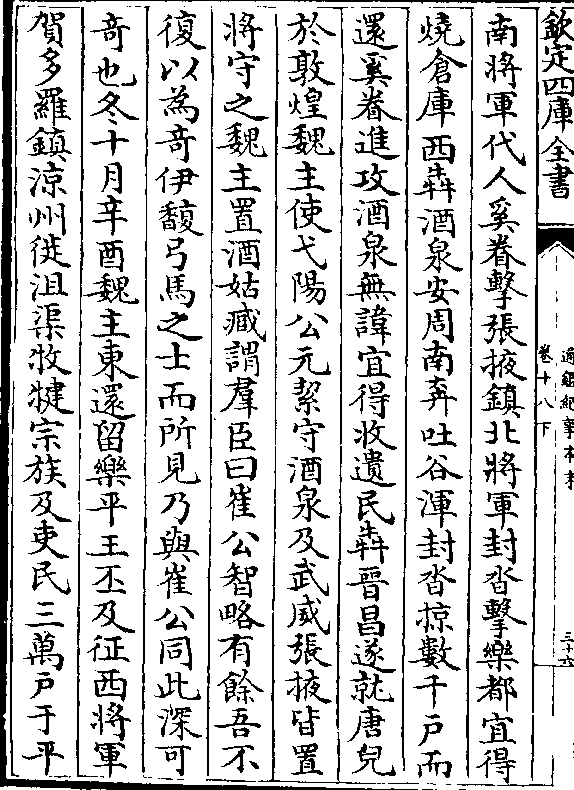 欽定四庫全書
通鑑紀事本末
卷十八下
三十六
南將軍代人奚眷擊張掖鎮北將軍封沓擊樂都宜得
燒倉庫西犇酒泉安周南奔吐谷渾封沓掠數千戶而
還奚眷進攻酒泉無諱宜得收遺民犇晉昌遂就唐兒
於敦煌魏主使弋陽公元絜守酒泉及武威張掖皆置
將守之魏主置酒姑臧謂羣臣曰崔公智略有餘吾不
復以為竒伊馥弓馬之士而所見乃與崔公同此深可
竒也冬十月辛酉魏主東還留樂平王丕及征西將軍
賀多羅鎮涼州徙沮渠牧犍宗族及吏民三萬戶于平